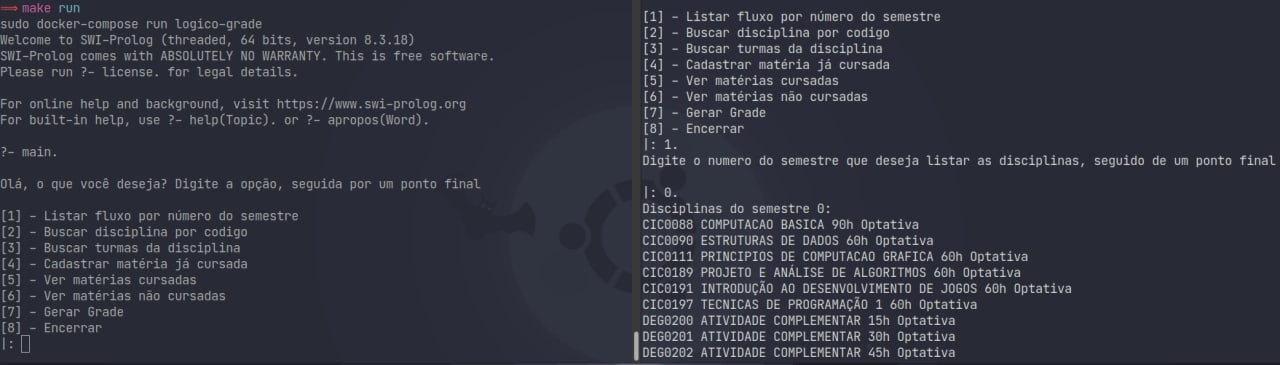 ⟹ make run
sudo docker-compose run logico-grade
Welcome to SWI-Prolog (threaded, 64 bits, version 8.3.18)
SWI-Prolog comes with ABSOLUTELY NO WARRANTY. This is free software.
Please run ?- license. for legal details.
For online help and background, visit https://www.swi-prolog.org
For built-in help, use ?- help(Topic). or ?- apropos(Word).
?- main.
Olá, o que você deseja? Digite a opção, seguida por um ponto final
[1] - Listar fluxo por número do semestre
[2] - Buscar disciplina por codigo
[3] - Buscar turmas da disciplina
[4] - Cadastrar matéria já cursada
[5] - Ver matérias cursadas
[6] - Ver matérias não cursadas
[7] - Gerar Grade
[8] - Encerrar
|:
[1] - Listar fluxo por número do semestre
[2] - Buscar disciplina por codigo
[3] - Buscar turmas da disciplina
[4] - Cadastrar matéria já cursada
[5] - Ver matérias cursadas
[6] - Ver matérias não cursadas
[7] - Gerar Grade
[8] - Encerrar
|: 1.
Digite o numero do semestre que deseja listar as disciplinas, seguido de um ponto final
|: 0.
Disciplinas do semestre 0:
CIC0088 COMPUTACAO BASICA 90h Optativa
CIC0090 ESTRUTURAS DE DADOS 60h Optativa
CIC0111 PRINCIPIOS DE COMPUTACAO GRAFICA 60h Optativa
CIC0189 PROJETO E ANÁLISE DE ALGORITMOS 60h Optativa
CIC0191 INTRODUÇÃO AO DESENVOLVIMENTO DE JOGOS 60h Optativa
CIC0197 TECNICAS DE PROGRAMAÇÃO 1 60h Optativa
DEG0200 ATIVIDADE COMPLEMENTAR 15h Optativa
DEG0201 ATIVIDADE COMPLEMENTAR 30h Optativa
DEG0202 ATIVIDADE COMPLEMENTAR 45h Optativa